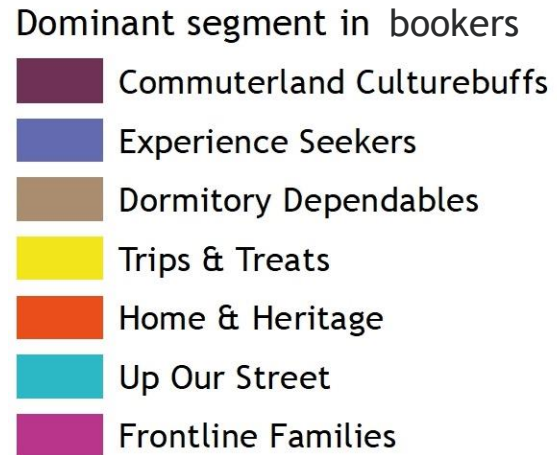 Dominant segment in bookers
Commuterland Culturebuffs
Experience Seekers
Dormitory Dependables
Trips & Treats
Home & Heritage
Up Our Street
Frontline Families